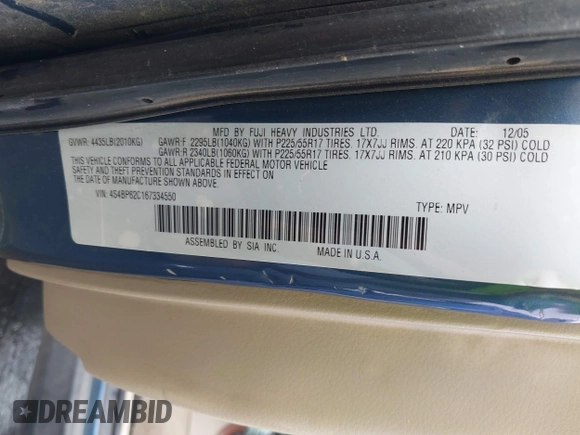 MFD BY FUJI HEAVY INDUSTRIES LTD. DATE: 12/05
GVWR: 4435LB(2010KG) GAWR:F 2295LB(1040KG) WITH P225/55R17 TIRES. 17X7JJ RIMS. AT 220 KPA (32 PSI) COLD
GAWR:R 2340LB(1060KG) WITH P225/55R17 TIRES. 17X7JJ RIMS. AT 210 KPA (30 PSI) COLD
THIS VEHICLE CONFORMS TO ALL APPLICABLE FEDERAL MOTOR VEHICLE
SAFETY AND THEFT PREVENTION STANDARDS IN EFFECT ON
THE DATE OF MANUFACTURE SHOWN ABOVE.
VIN: 4S4BP62C167334550 TYPE: MPV
ASSEMBLED BY SIA INC. MADE IN U.S.A.
DREAMBID